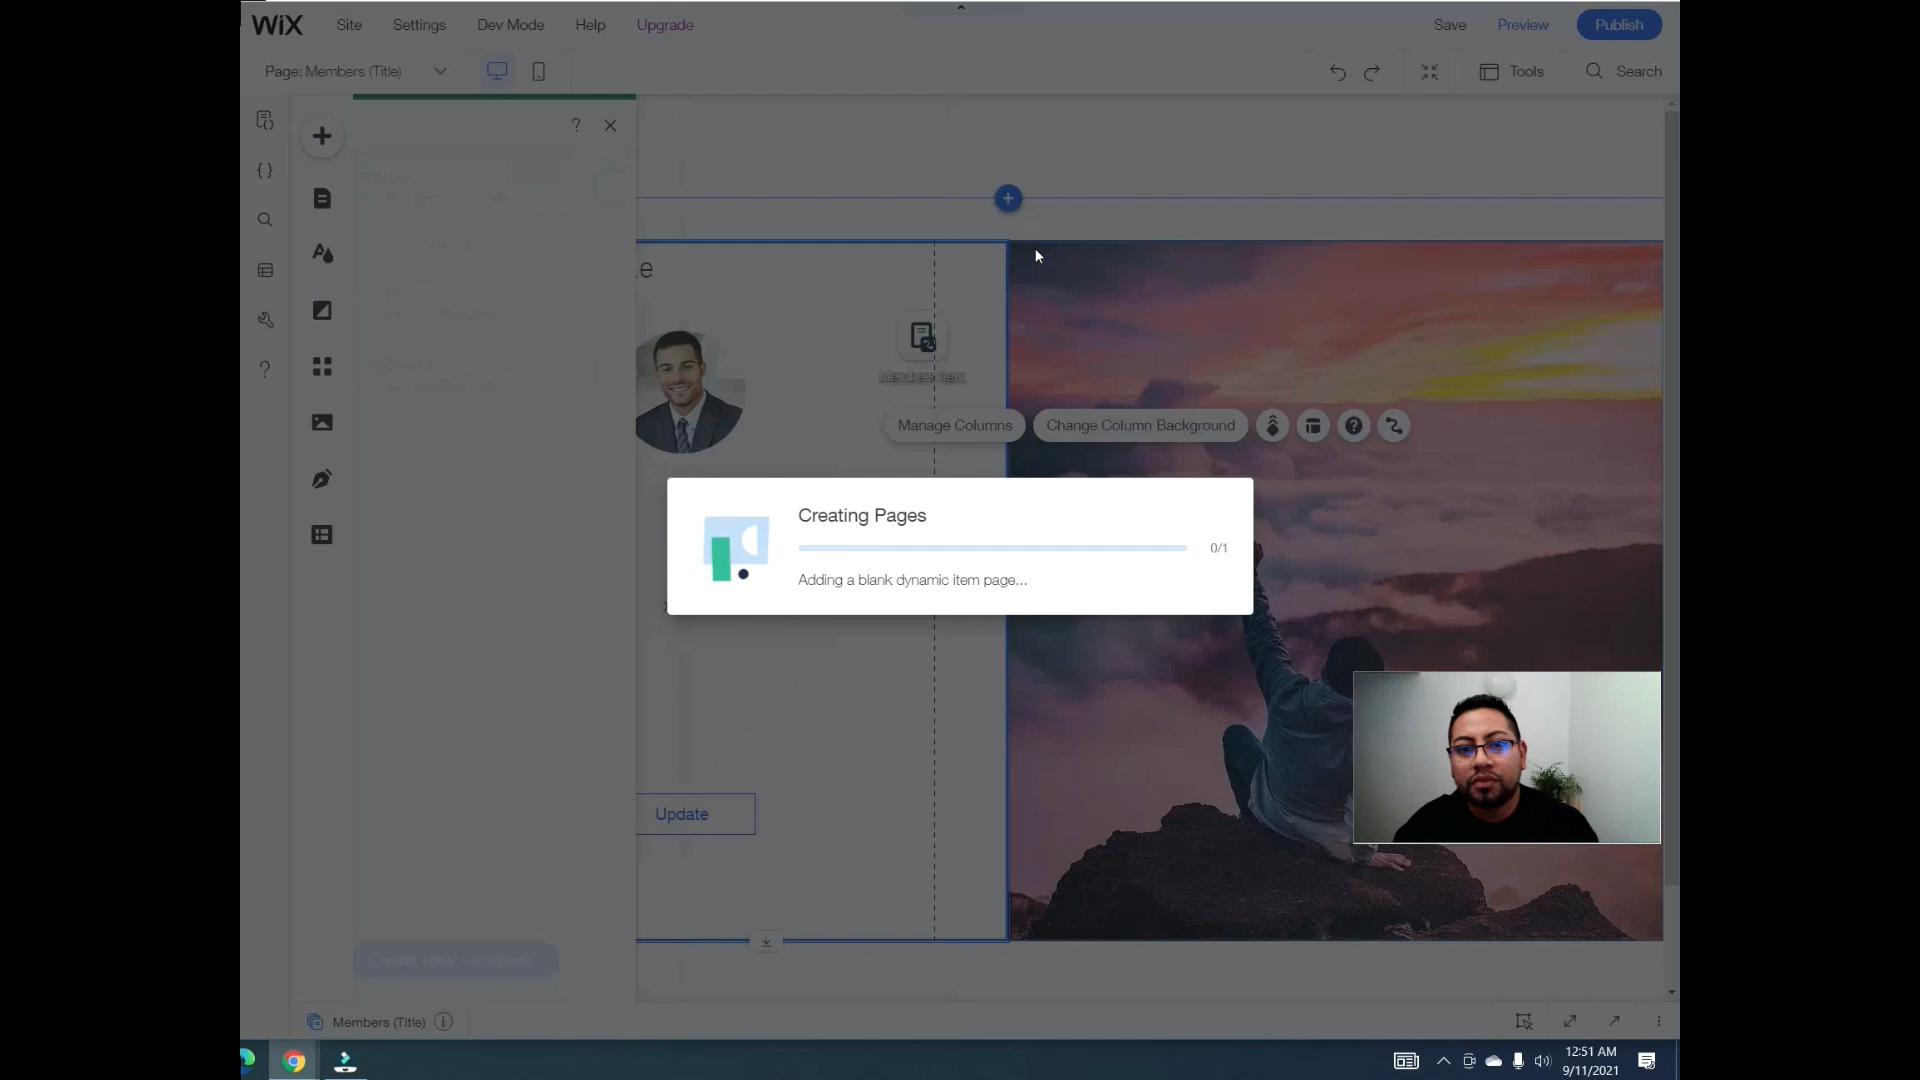 WiX Site Settings Dev Mode Help Upgrade Save Preview Publish
Page: Members (Title) Tools Search
Members Item
Manage Columns Change Column Background
Creating Pages
0/1
Adding a blank dynamic item page...
Update
Members (Title)
12:51 AM
9/11/2021